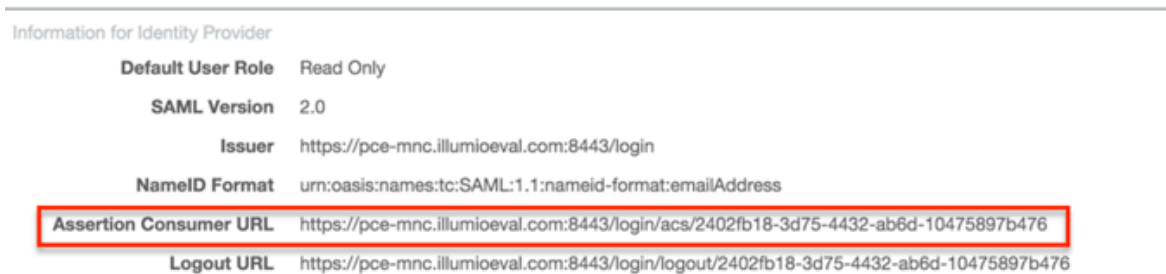 Information for Identity Provider
Default User Role Read Only
SAML Version 2.0
Issuer https://pce-mnc.illumioeval.com:8443/login
NameID Format urn:oasis:names:tc:SAML:1.1:nameid-format:emailAddress
Assertion Consumer URL https://pce-mnc.illumioeval.com:8443/login/acs/2402fb18-3d75-4432-ab6d-10475897b476
Logout URL https://pce-mnc.illumioeval.com:8443/login/logout/2402fb18-3d75-4432-ab6d-10475897b476